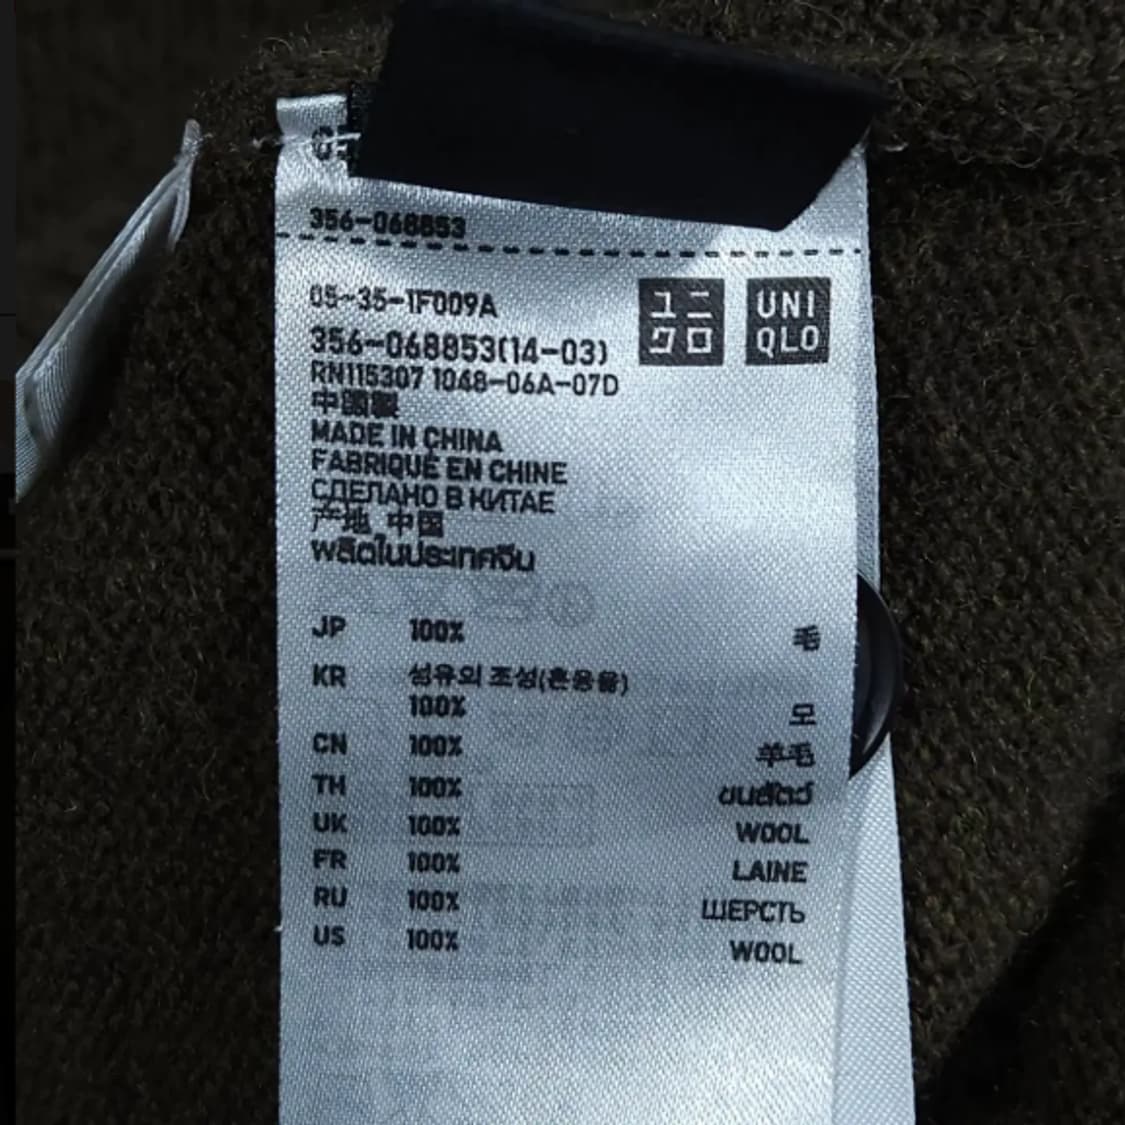 356-068853
05-35-1F009A
356-068853(14-03)
RN115307 1048-06A-07D
ユニ
クロ
UNI
QLO
中国製
MADE IN CHINA
FABRIQUÉ EN CHINE
СДЕЛАНО В КИТАЕ
产地 中国
ผลิตในประเทศจีน
JP 100% 毛
KR 섬유의 조성(혼용율)
100% 모
CN 100% 羊毛
TH 100% ขนสัตว์
UK 100% WOOL
FR 100% LAINE
RU 100% ШЕРСТЬ
US 100% WOOL